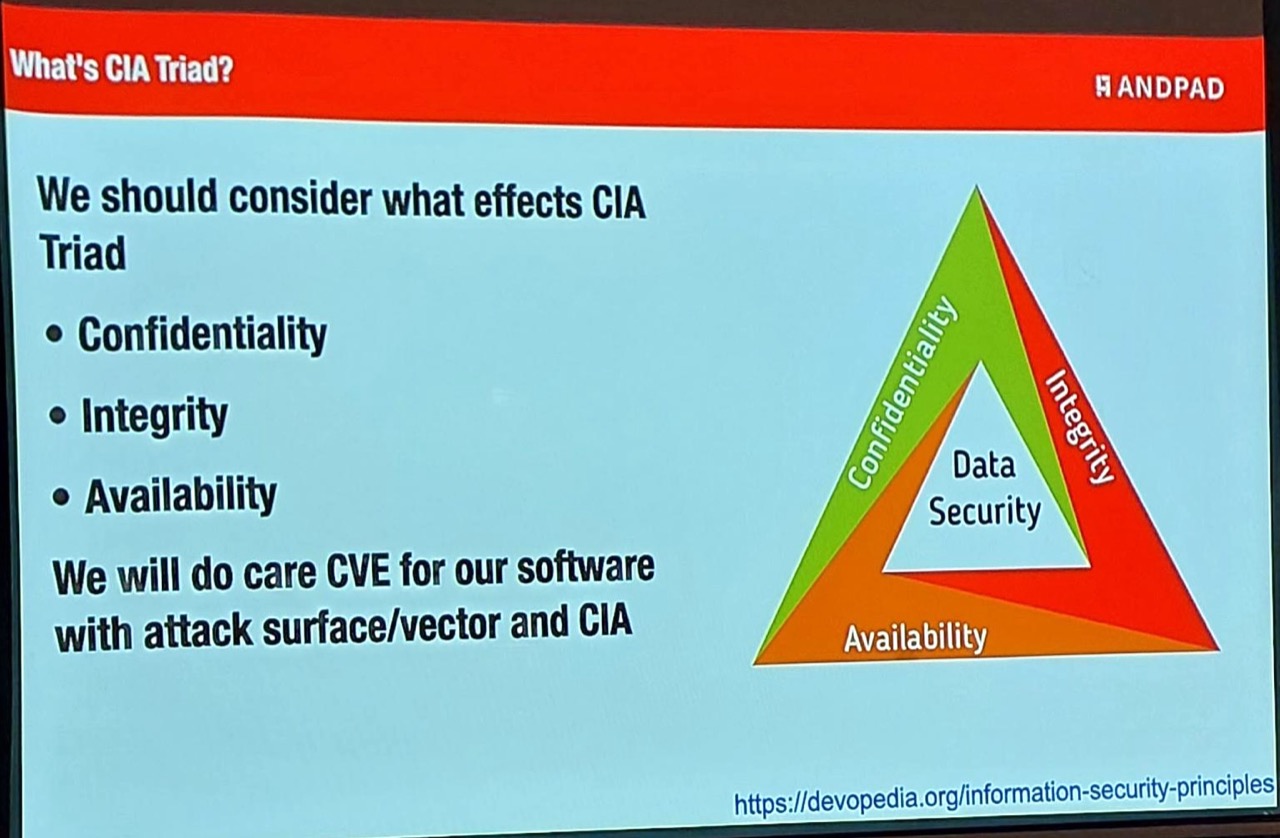 What's CIA Triad?
ANDPAD
We should consider what effects CIA
Triad
• Confidentiality
• Integrity
• Availability
We will do care CVE for our software
with attack surface/vector and CIA
Confidentiality
Integrity
Data
Security
Availability
https://devopedia.org/information-security-principles